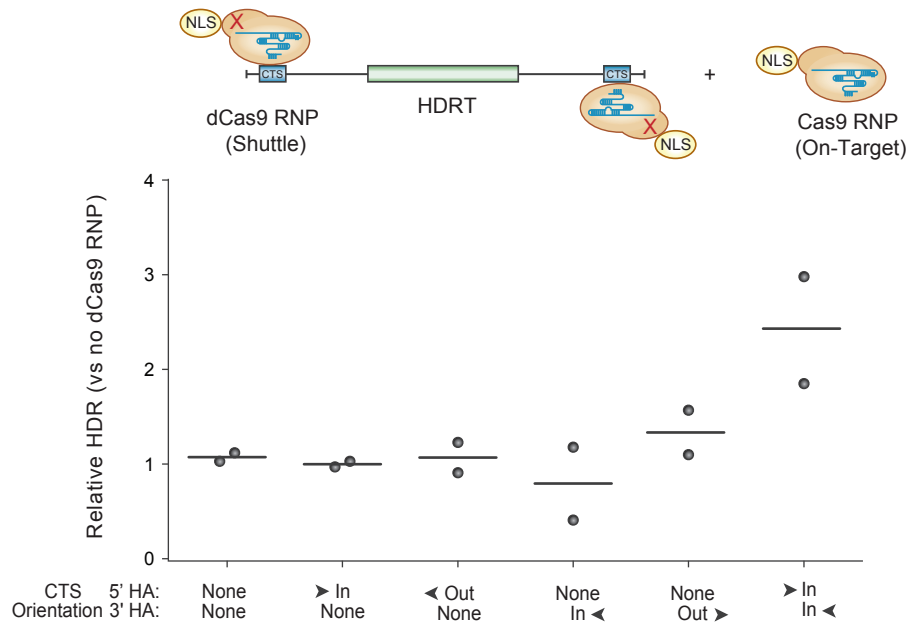 NLS X
CTS CTS +
NLS
dCas9 RNP
(Shuttle)
HDRT
X NLS
Cas9 RNP
(On-Target)
Relative HDR (vs no dCas9 RNP)
4
3
2
1
0
CTS 5' HA: None ➤ In ➤ Out None None ➤ In
Orientation 3' HA: None None None In ➤ Out ➤ In ➤